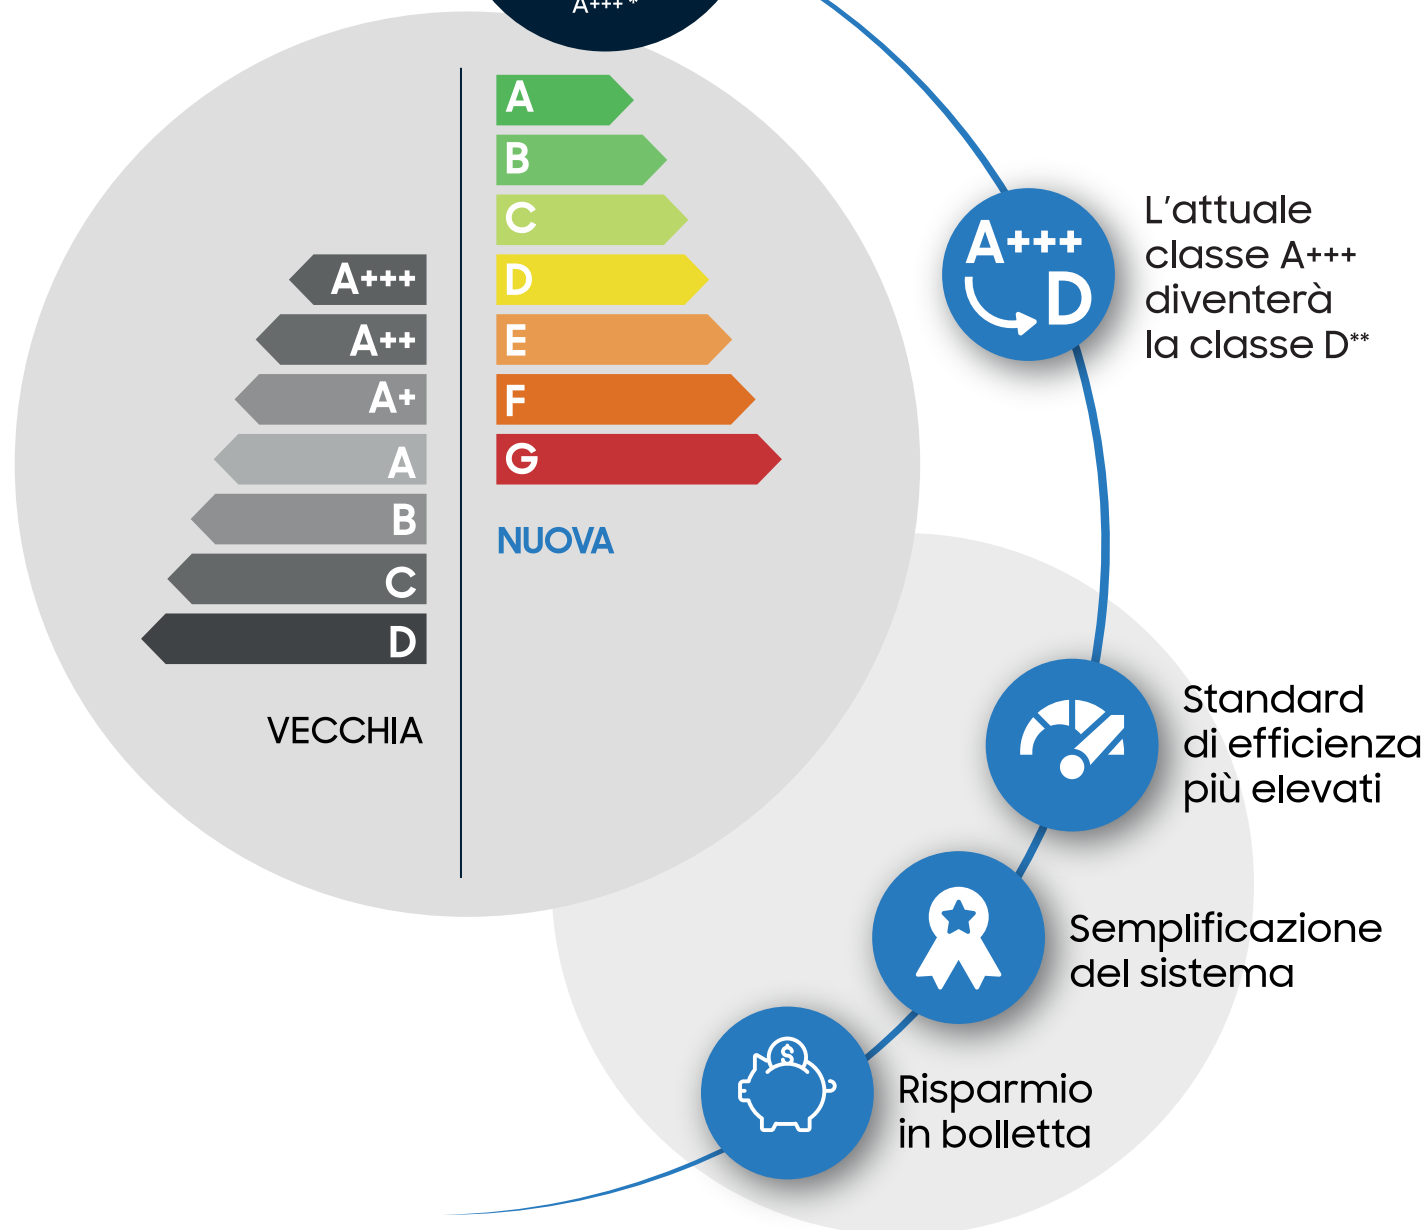 A+++ *
A
B
C
D
E
F
G
NUOVA
A+++
A++
A+
A
B
C
D
VECCHIA
A+++
D
L'attuale
classe A+++
diventerà
la classe D**
Standard
di efficienza
più elevati
Semplificazione
del sistema
$
Risparmio
in bolletta